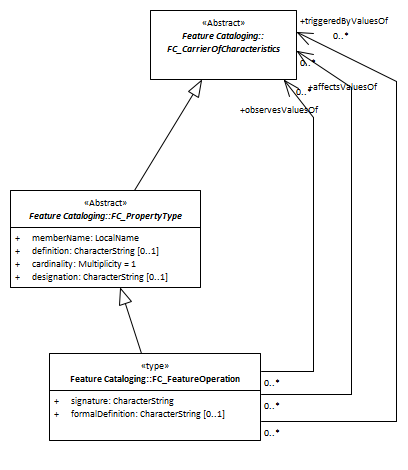 «Abstract»
Feature Cataloging::
FC_CarrierOfCharacteristics
+triggeredByValuesOf
0..*
0..*
+affectsValuesOf
0..*
+observesValuesOf
«Abstract»
Feature Cataloging::FC_PropertyType
+ memberName: LocalName
+ definition: CharacterString [0..1]
+ cardinality: Multiplicity = 1
+ designation: CharacterString [0..1]
«type»
Feature Cataloging::FC_FeatureOperation
+ signature: CharacterString
+ formalDefinition: CharacterString [0..1]
0..*
0..*
0..*